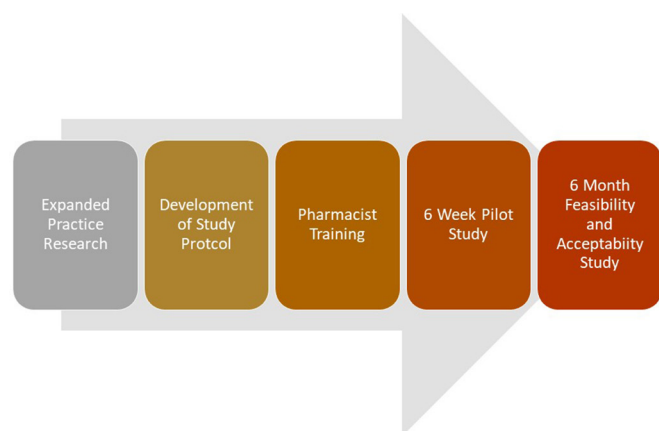 Expanded
Practice
Research
Development
of Study
Protcol
Pharmacist
Training
6 Week Pilot
Study
6 Month
Feasibility
and
Acceptabiity
Study